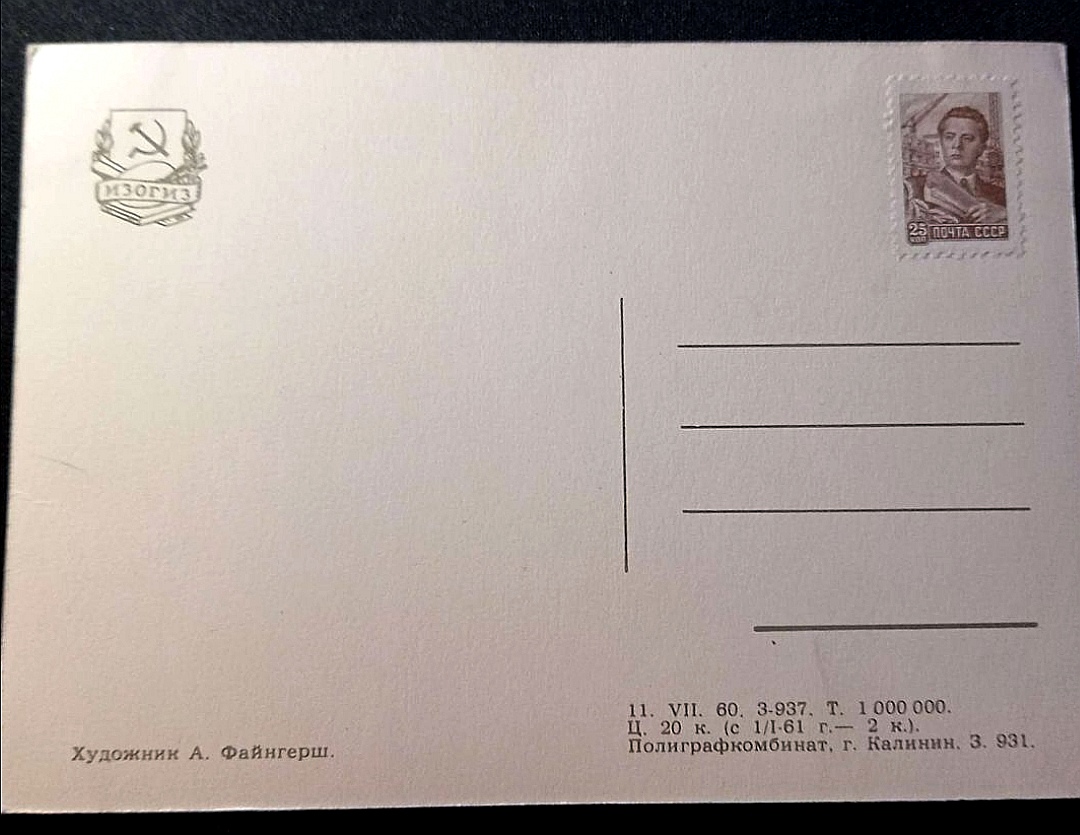 ИЗОГИЗ
25 КОП ПОЧТА СССР
11. VII. 60. З-937. Т. 1 000 000.
Ц. 20 к. (с 1/I-61 г.— 2 к.).
Полиграфкомбинат, г. Калинин. З. 931.
Художник А. Файнгерш.